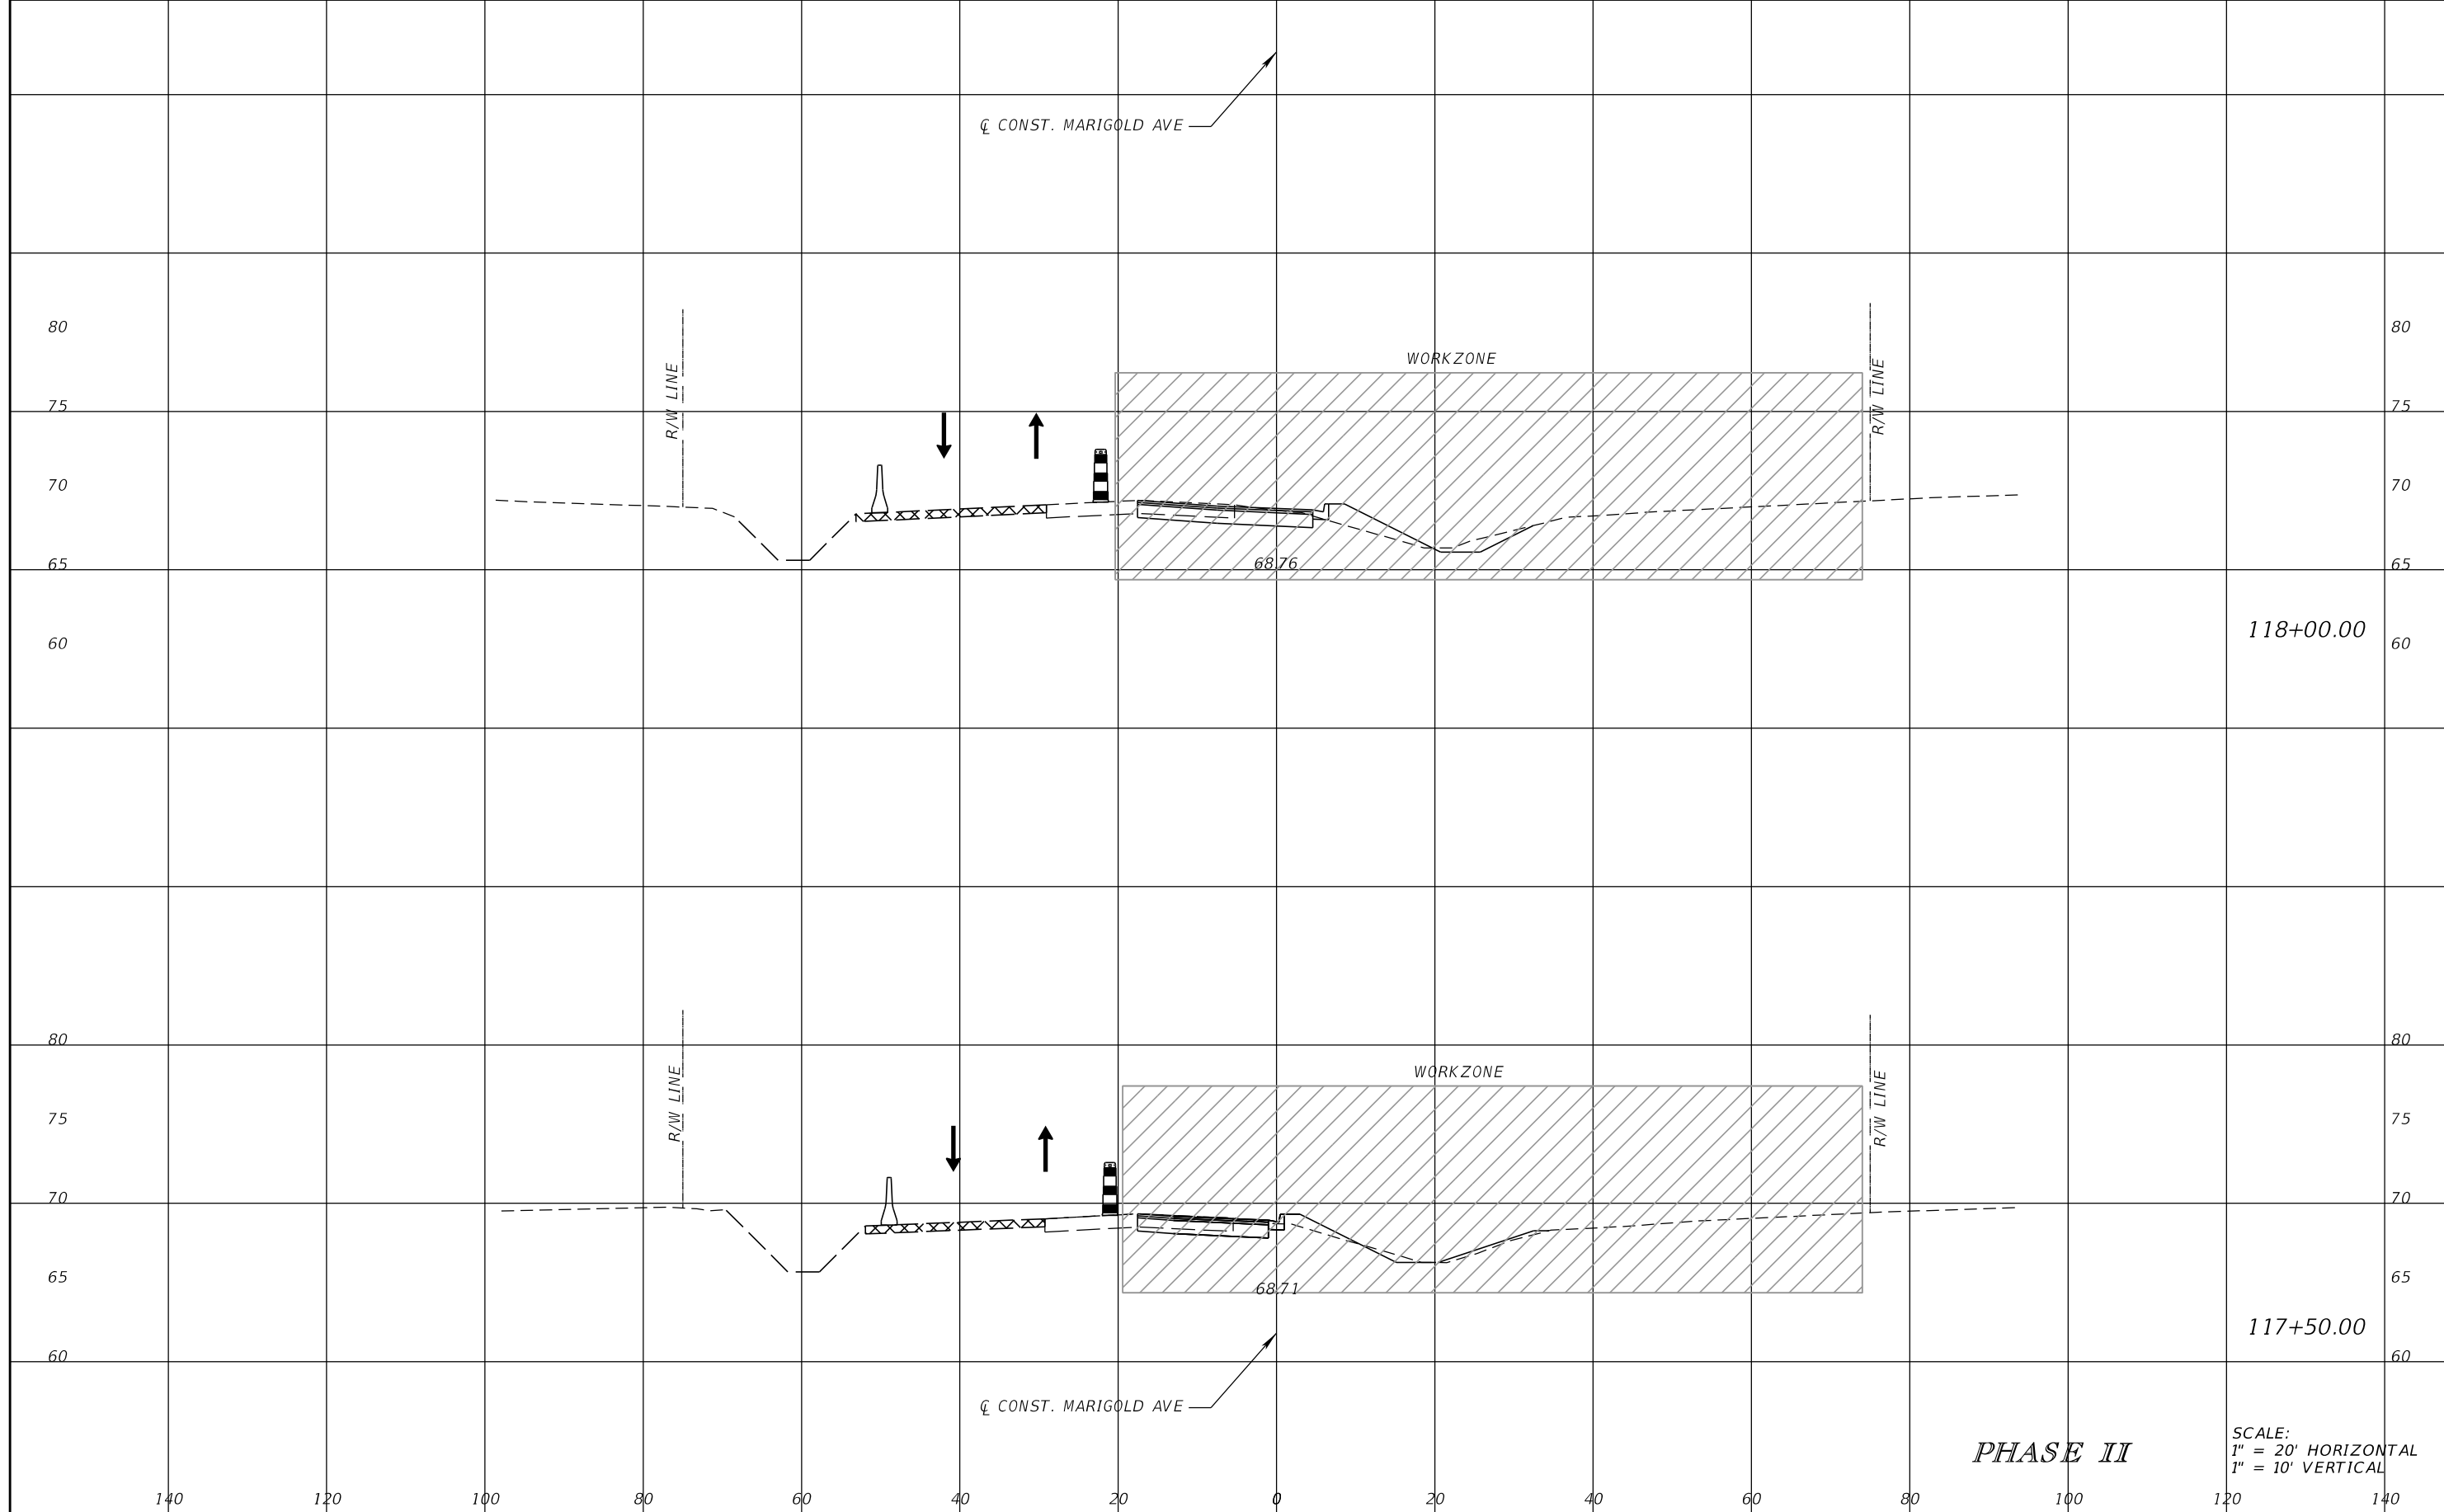 ℄ CONST. MARIGOLD AVE
80 80
WORKZONE
R/W LINE R/W LINE
75 75
70 70
68.76
65 65
118+00.00
60 60
80 80
WORKZONE
R/W LINE R/W LINE
75 75
70 70
65 65
68.71
117+50.00
60 60
℄ CONST. MARIGOLD AVE
PHASE II
SCALE:
1" = 20' HORIZONTAL
1" = 10' VERTICAL
140 120 100 80 60 40 20 0 20 40 60 80 100 120 140